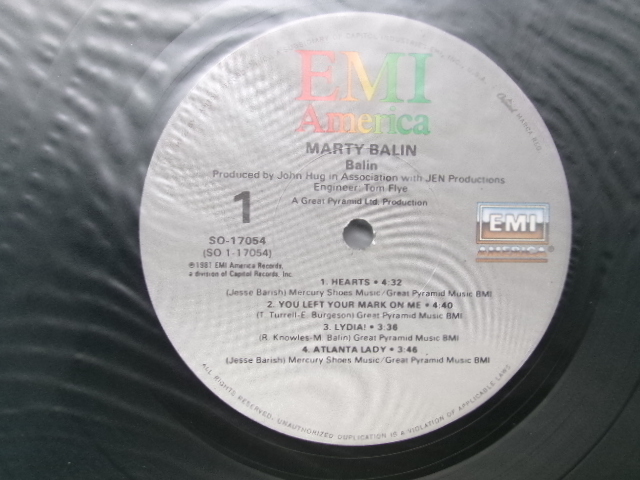 EMI
America
MARTY BALIN
Balin
Produced by John Hug in Association with JEN Productions
Engineer: Tom Flye
A Great Pyramid Ltd. Production
1
SO-17054
(SO 1-17054)
℗1981 EMI America Records,
a division of Capitol Records, Inc.
EMI
AMERICA
1. HEARTS • 4:32
(Jesse Barish) Mercury Shoes Music/Great Pyramid Music BMI
2. YOU LEFT YOUR MARK ON ME • 4:40
(T. Turrell-E. Burgeson) Great Pyramid Music BMI
3. LYDIA! • 3:36
(R. Knowles-M. Balin) Great Pyramid Music BMI
4. ATLANTA LADY • 3:46
(Jesse Barish) Mercury Shoes Music/Great Pyramid Music BMI
ALL RIGHTS RESERVED. UNAUTHORIZED DUPLICATION IS A VIOLATION OF APPLICABLE LAWS